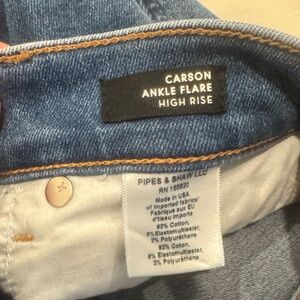 CARSON
ANKLE FLARE
HIGH RISE
PIPES & SHAW LLC
RN 155820
Made in USA
of imported fabric/
Fabriqué aux EU
d'tissu importé
92% Cotton,
6% Elastomultiester,
2% Polyurethane
92% Coton,
6% Elastomultiester,
2% Polyuréthane